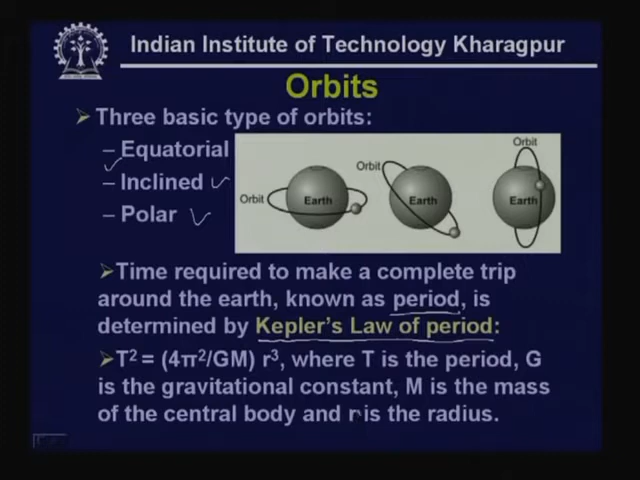 Indian Institute of Technology Kharagpur
Orbits
Three basic type of orbits:
– Equatorial
– Inclined
– Polar
Orbit
Earth
Orbit
Earth
Orbit
Earth
Time required to make a complete trip
around the earth, known as period, is
determined by Kepler's Law of period:
T² = (4π²/GM) r³, where T is the period, G
is the gravitational constant, M is the mass
of the central body and r is the radius.